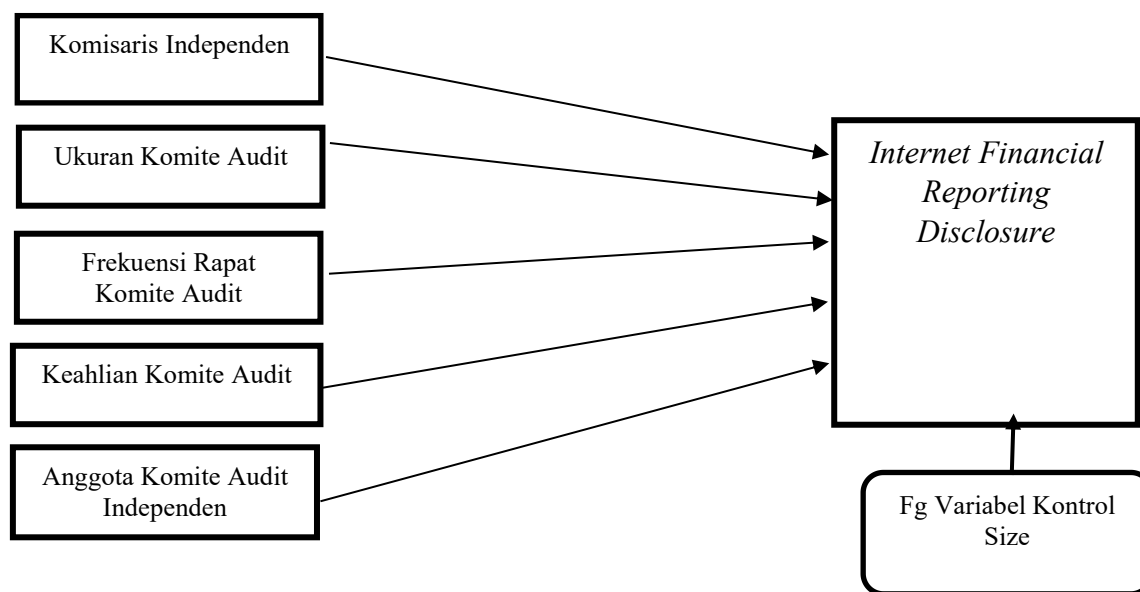 Komisaris Independen
Ukuran Komite Audit
Frekuensi Rapat
Komite Audit
Keahlian Komite Audit
Anggota Komite Audit
Independen
Internet Financial
Reporting
Disclosure
Fg Variabel Kontrol
Size